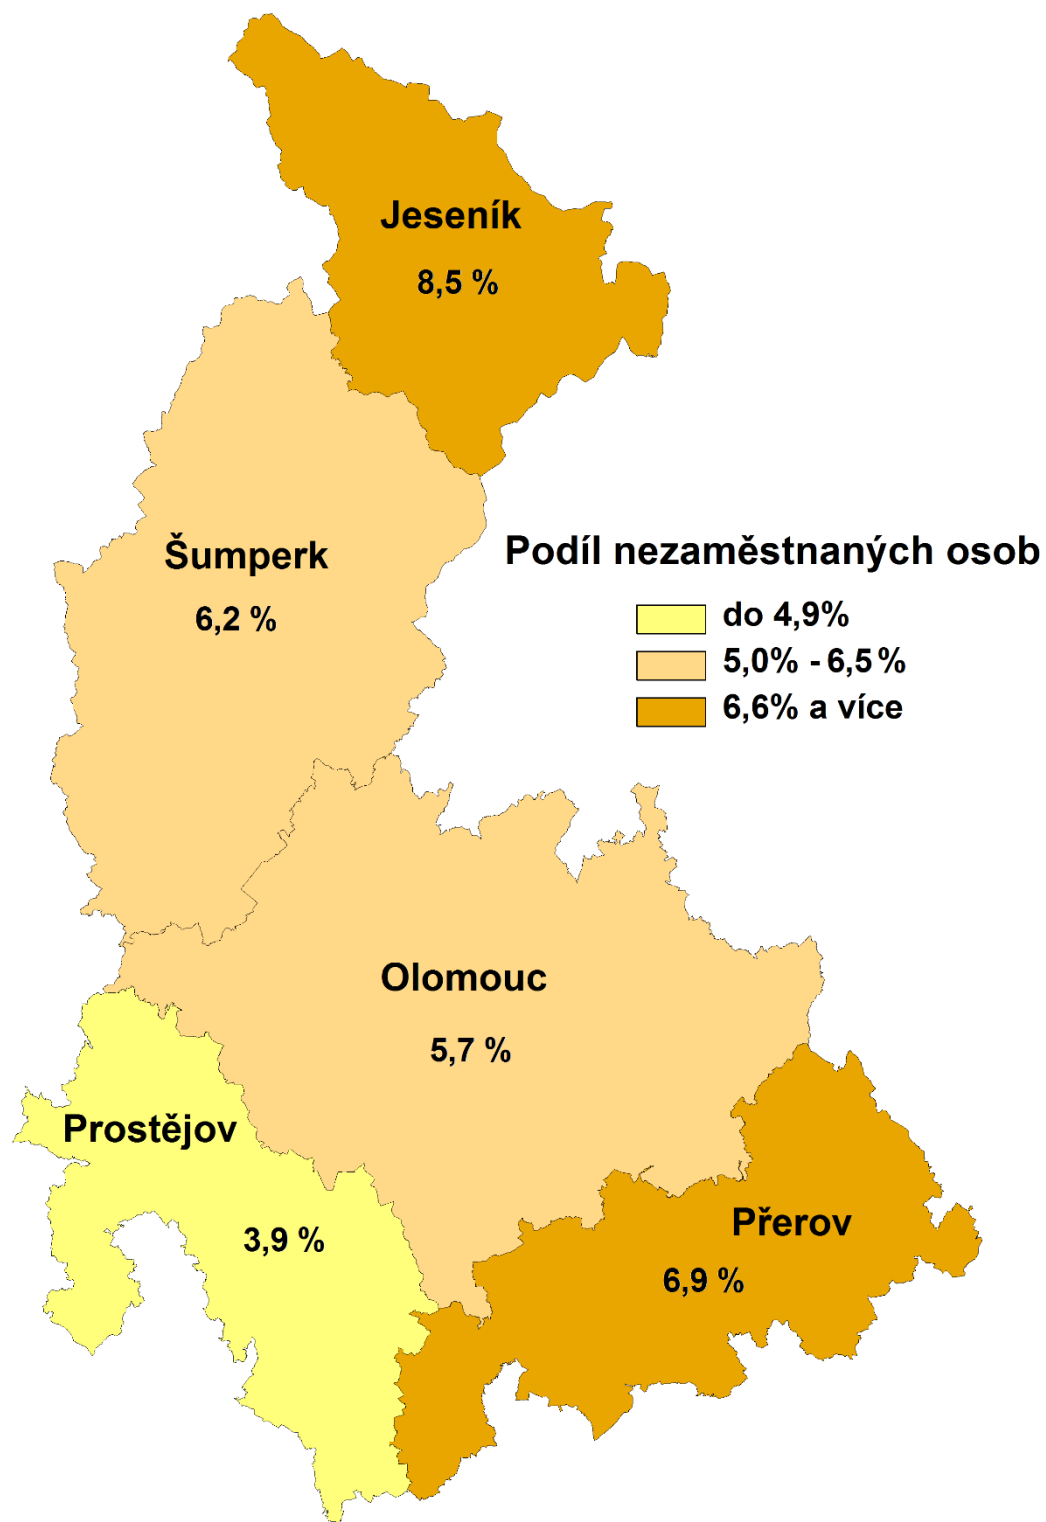 Jeseník
8,5 %
Šumperk
6,2 %
Podíl nezaměstnaných osob
do 4,9%
5,0% - 6,5%
6,6% a více
Olomouc
5,7 %
Prostějov
3,9 %
Přerov
6,9 %